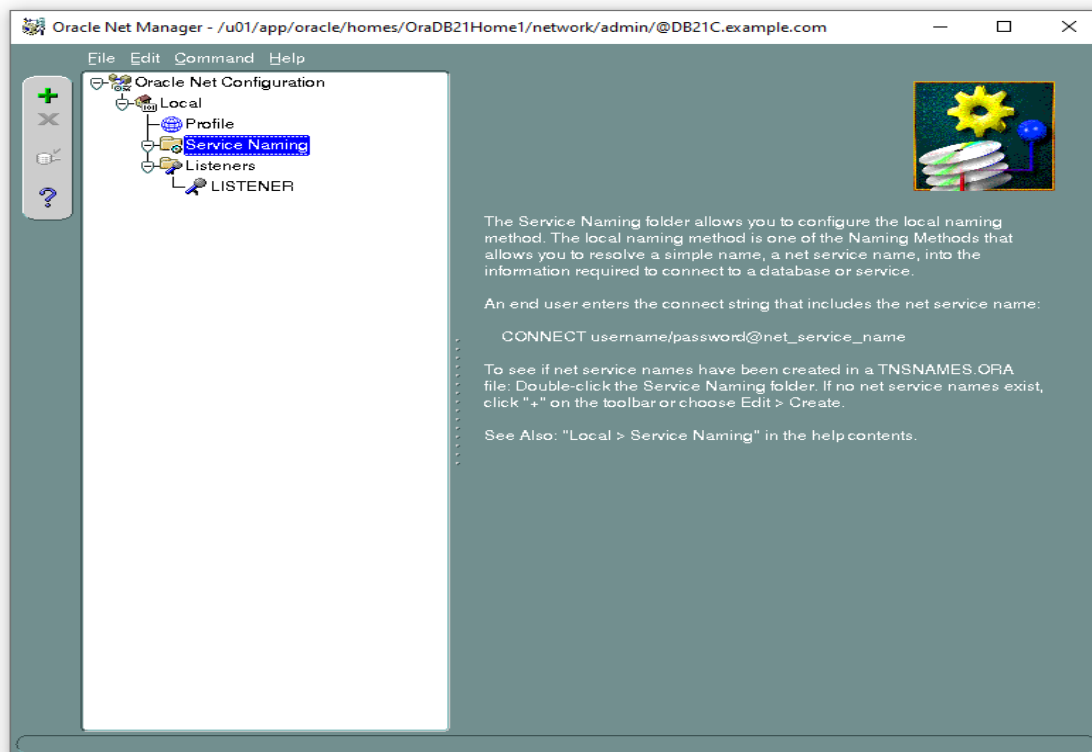 Oracle Net Manager - /u01/app/oracle/homes/OraDB21Home1/network/admin/@DB21C.example.com
File Edit Command Help
Oracle Net Configuration
Local
Profile
Service Naming
Listeners
LISTENER
The Service Naming folder allows you to configure the local naming
method. The local naming method is one of the Naming Methods that
allows you to resolve a simple name, a net service name, into the
information required to connect to a database or service.
An end user enters the connect string that includes the net service name:
CONNECT username/password@net_service_name
To see if net service names have been created in a TNSNAMES.ORA
file: Double-click the Service Naming folder. If no net service names exist,
click "+" on the toolbar or choose Edit > Create.
See Also: "Local > Service Naming" in the help contents.